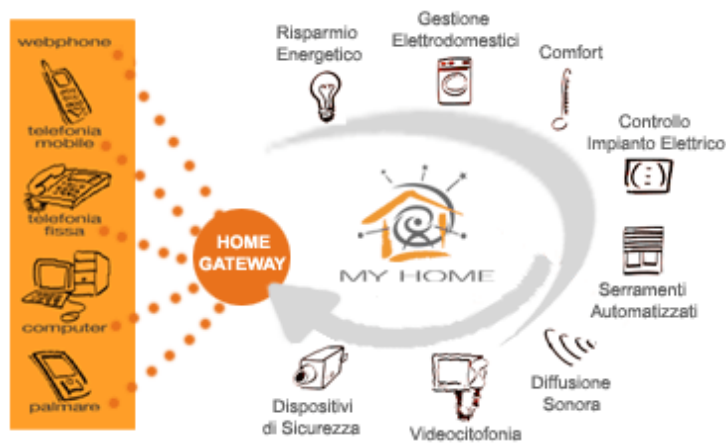 webphone
telefonia
mobile
telefonia
fissa
computer
palmare
HOME
GATEWAY
MY HOME
Risparmio
Energetico
Gestione
Elettrodomestici
Comfort
Controllo
Impianto Elettrico
Serramenti
Automatizzati
Diffusione
Sonora
Videocitofonia
Dispositivi
di Sicurezza